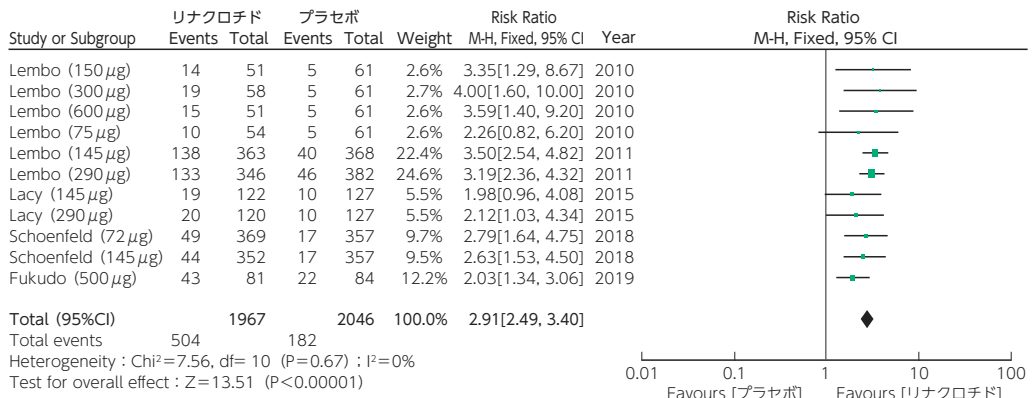 リナクロチド プラセボ Risk Ratio Risk Ratio
Study or Subgroup Events Total Events Total Weight M-H, Fixed, 95% CI Year M-H, Fixed, 95% CI
Lembo (150μg) 14 51 5 61 2.6% 3.35[1.29, 8.67] 2010
Lembo (300μg) 19 58 5 61 2.7% 4.00[1.60, 10.00] 2010
Lembo (600μg) 15 51 5 61 2.6% 3.59[1.40, 9.20] 2010
Lembo (75μg) 10 54 5 61 2.6% 2.26[0.82, 6.20] 2010
Lembo (145μg) 138 363 40 368 22.4% 3.50[2.54, 4.82] 2011
Lembo (290μg) 133 346 46 382 24.6% 3.19[2.36, 4.32] 2011
Lacy (145μg) 19 122 10 127 5.5% 1.98[0.96, 4.08] 2015
Lacy (290μg) 20 120 10 127 5.5% 2.12[1.03, 4.34] 2015
Schoenfeld (72μg) 49 369 17 357 9.7% 2.79[1.64, 4.75] 2018
Schoenfeld (145μg) 44 352 17 357 9.5% 2.63[1.53, 4.50] 2018
Fukudo (500μg) 43 81 22 84 12.2% 2.03[1.34, 3.06] 2019
Total (95%CI) 1967 2046 100.0% 2.91[2.49, 3.40]
Total events 504 182
Heterogeneity：Chi²=7.56, df= 10 (P=0.67)；I²=0%
Test for overall effect：Z=13.51 (P<0.00001)
0.01 0.1 1 10 100
Favours [プラセボ] Favours [リナクロチド]